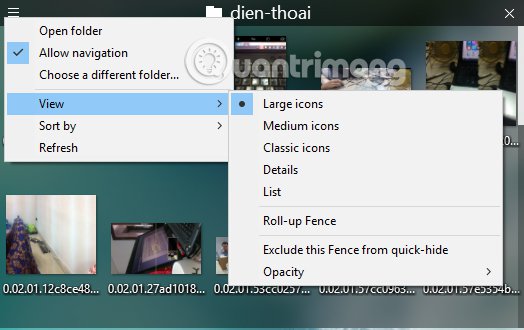 dien-thoai
Open folder
Allow navigation
Choose a different folder...
View
Sort by
Refresh
Quantrimang
Large icons
Medium icons
Classic icons
Details
List
Roll-up Fence
Exclude this Fence from quick-hide
Opacity
0.02.01.12c8ce48...
0.02.01.27ad1018...
0.02.01.53cc0257...
0.02.01.57cc0963...
0.02.01.57e5354...